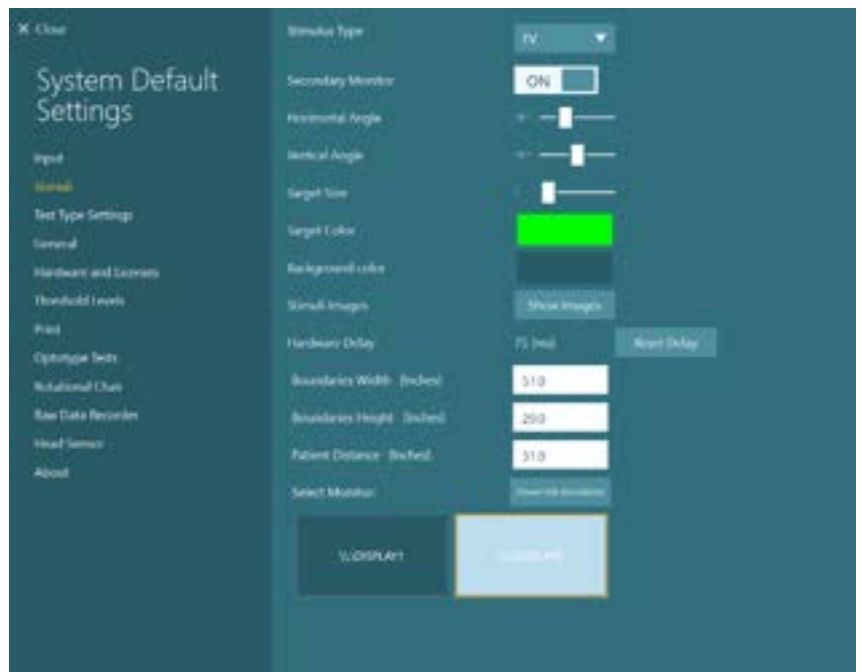 ✕ Close
System Default
Settings
Input
Stimuli
Test Type Settings
General
Hardware and Licenses
Threshold Levels
Print
Optotype Tests
Rotational Chair
Raw Data Recorder
Head Sensor
About
Stimulus Type
TV
Secondary Monitor
ON
Horizontal Angle
Vertical Angle
Target Size
Target Color
Background color
Stimuli Images
Show Images
Hardware Delay
75 (ms)
Reset Delay
Boundaries Width (Inches)
51.0
Boundaries Height (Inches)
29.0
Patient Distance (Inches)
51.0
Select Monitor
\\.\DISPLAY1